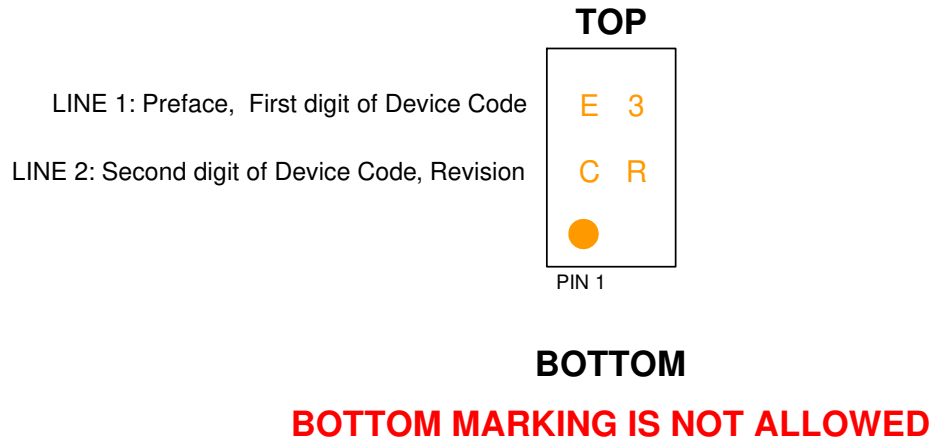 TOP
LINE 1: Preface, First digit of Device Code E 3
LINE 2: Second digit of Device Code, Revision C R
PIN 1
BOTTOM
BOTTOM MARKING IS NOT ALLOWED